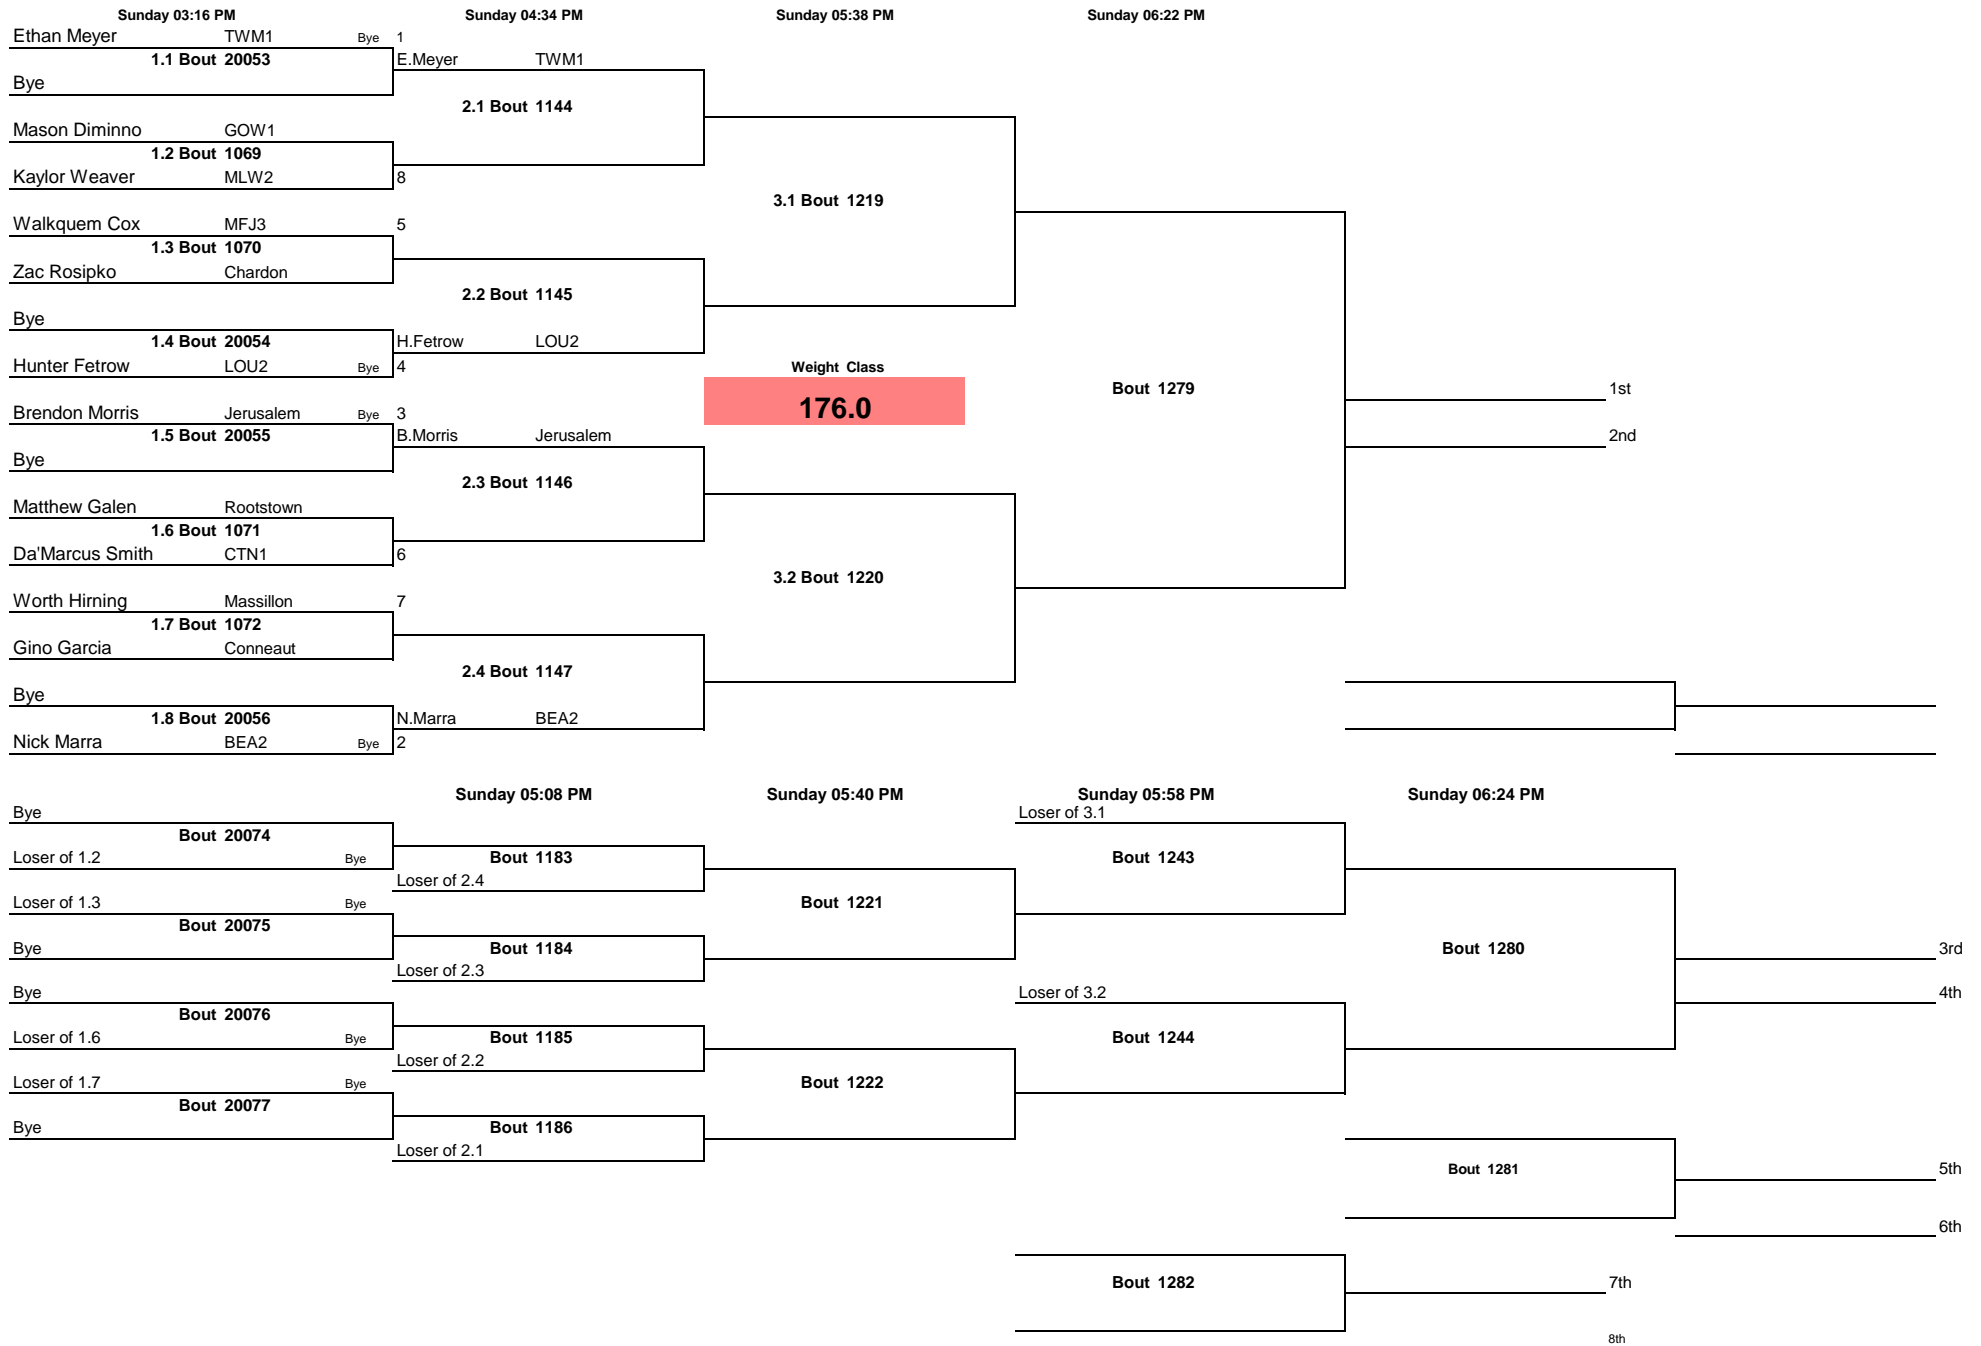 Sunday 03:16 PM Sunday 04:34 PM Sunday 05:38 PM Sunday 06:22 PM
Ethan Meyer TWM1 Bye 1
1.1 Bout 20053 E.Meyer TWM1
Bye
2.1 Bout 1144
Mason Diminno GOW1
1.2 Bout 1069
Kaylor Weaver MLW2 8
3.1 Bout 1219
Walkquem Cox MFJ3 5
1.3 Bout 1070
Zac Rosipko Chardon
2.2 Bout 1145
Bye
1.4 Bout 20054 H.Fetrow LOU2
Hunter Fetrow LOU2 Bye 4 Weight Class
Bout 1279 1st
176.0
Brendon Morris Jerusalem Bye 3
1.5 Bout 20055 B.Morris Jerusalem 2nd
Bye
2.3 Bout 1146
Matthew Galen Rootstown
1.6 Bout 1071
Da'Marcus Smith CTN1 6
3.2 Bout 1220
Worth Hirning Massillon 7
1.7 Bout 1072
Gino Garcia Conneaut
2.4 Bout 1147
Bye
1.8 Bout 20056 N.Marra BEA2
Nick Marra BEA2 Bye 2
Sunday 05:08 PM Sunday 05:40 PM Sunday 05:58 PM Sunday 06:24 PM
Bye Loser of 3.1
Bout 20074
Loser of 1.2 Bye Bout 1183 Bout 1243
Loser of 2.4
Loser of 1.3 Bye Bout 1221
Bout 20075
Bye Bout 1184 Bout 1280 3rd
Loser of 2.3
Bye Loser of 3.2 4th
Bout 20076
Loser of 1.6 Bye Bout 1185 Bout 1244
Loser of 2.2
Loser of 1.7 Bye Bout 1222
Bout 20077
Bye Bout 1186
Loser of 2.1
Bout 1281 5th
6th
Bout 1282 7th
8th